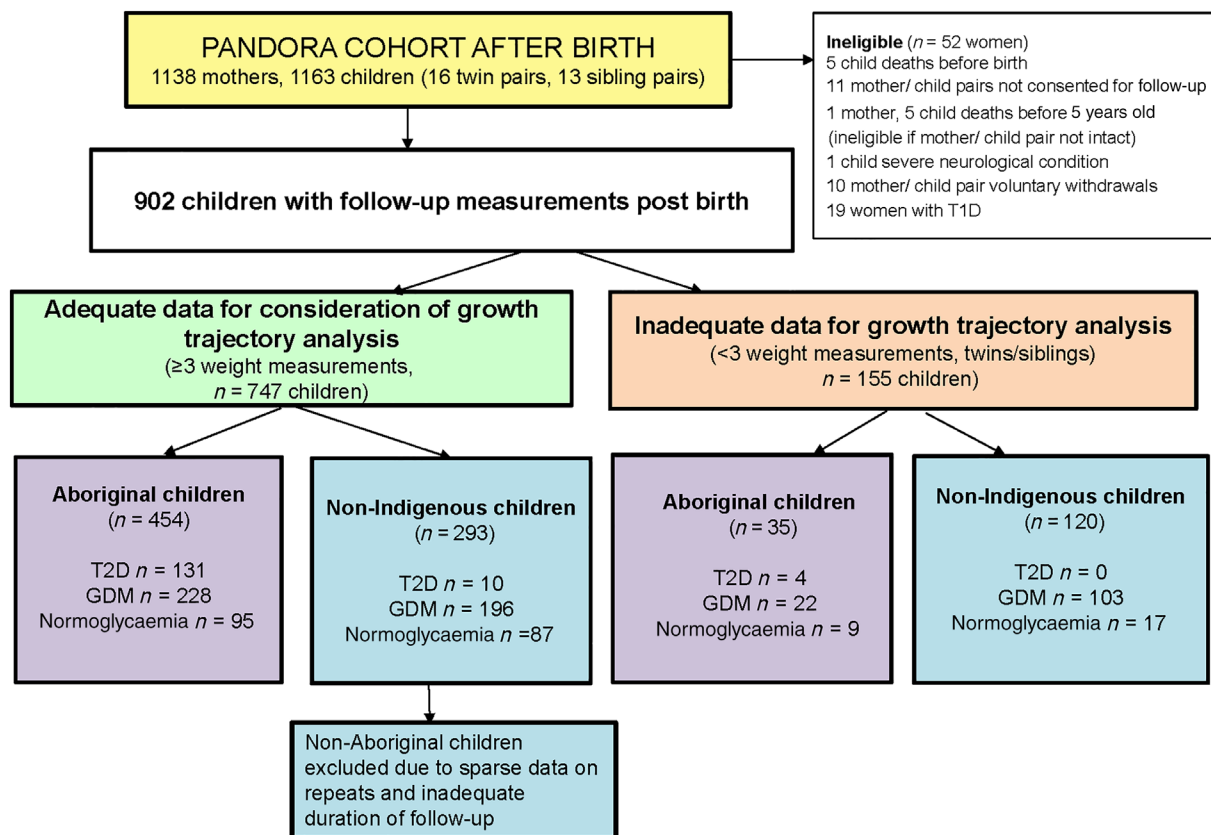 PANDORA COHORT AFTER BIRTH
1138 mothers, 1163 children (16 twin pairs, 13 sibling pairs)
Ineligible (n = 52 women)
5 child deaths before birth
11 mother/ child pairs not consented for follow-up
1 mother, 5 child deaths before 5 years old
(ineligible if mother/ child pair not intact)
1 child severe neurological condition
10 mother/ child pair voluntary withdrawals
19 women with T1D
902 children with follow-up measurements post birth
Adequate data for consideration of growth
trajectory analysis
(≥3 weight measurements,
n = 747 children)
Inadequate data for growth trajectory analysis
(<3 weight measurements, twins/siblings)
n = 155 children)
Aboriginal children
(n = 454)
T2D n = 131
GDM n = 228
Normoglycaemia n = 95
Non-Indigenous children
(n = 293)
T2D n = 10
GDM n = 196
Normoglycaemia n =87
Aboriginal children
(n = 35)
T2D n = 4
GDM n = 22
Normoglycaemia n = 9
Non-Indigenous children
(n = 120)
T2D n = 0
GDM n = 103
Normoglycaemia n = 17
Non-Aboriginal children
excluded due to sparse data on
repeats and inadequate
duration of follow-up